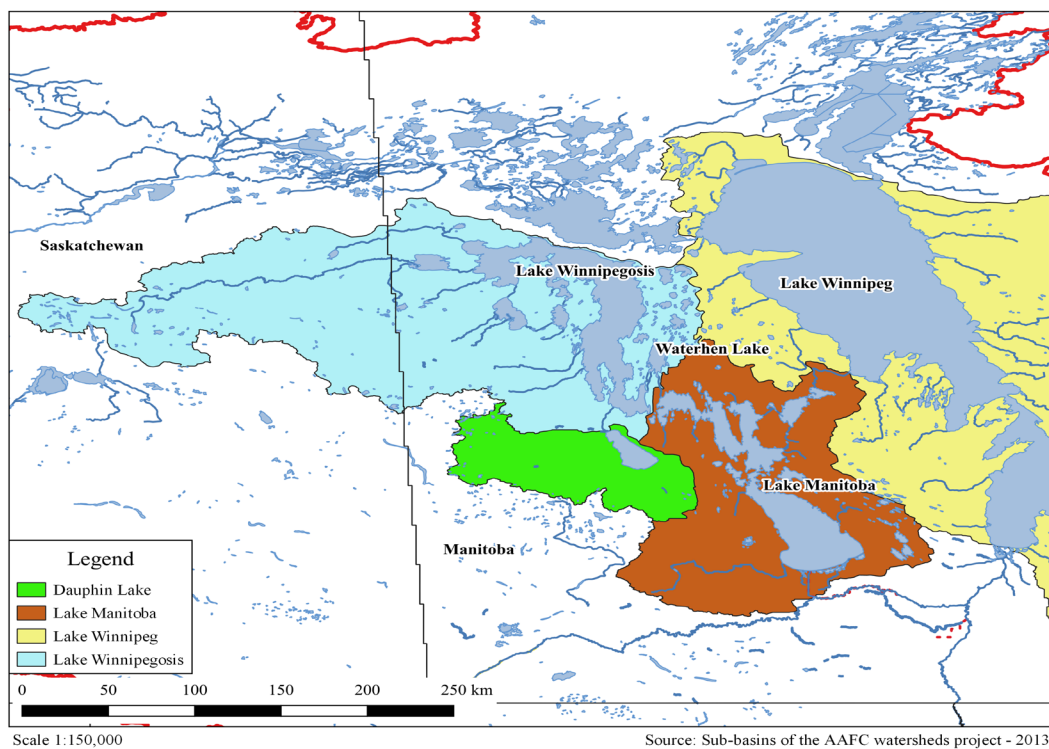 Saskatchewan
Lake Winnipegosis
Lake Winnipeg
Waterhen Lake
Lake Manitoba
Manitoba
Legend
Dauphin Lake
Lake Manitoba
Lake Winnipeg
Lake Winnipegosis
0 50 100 150 200 250 km
Scale 1:150,000
Source: Sub-basins of the AAFC watersheds project - 2013